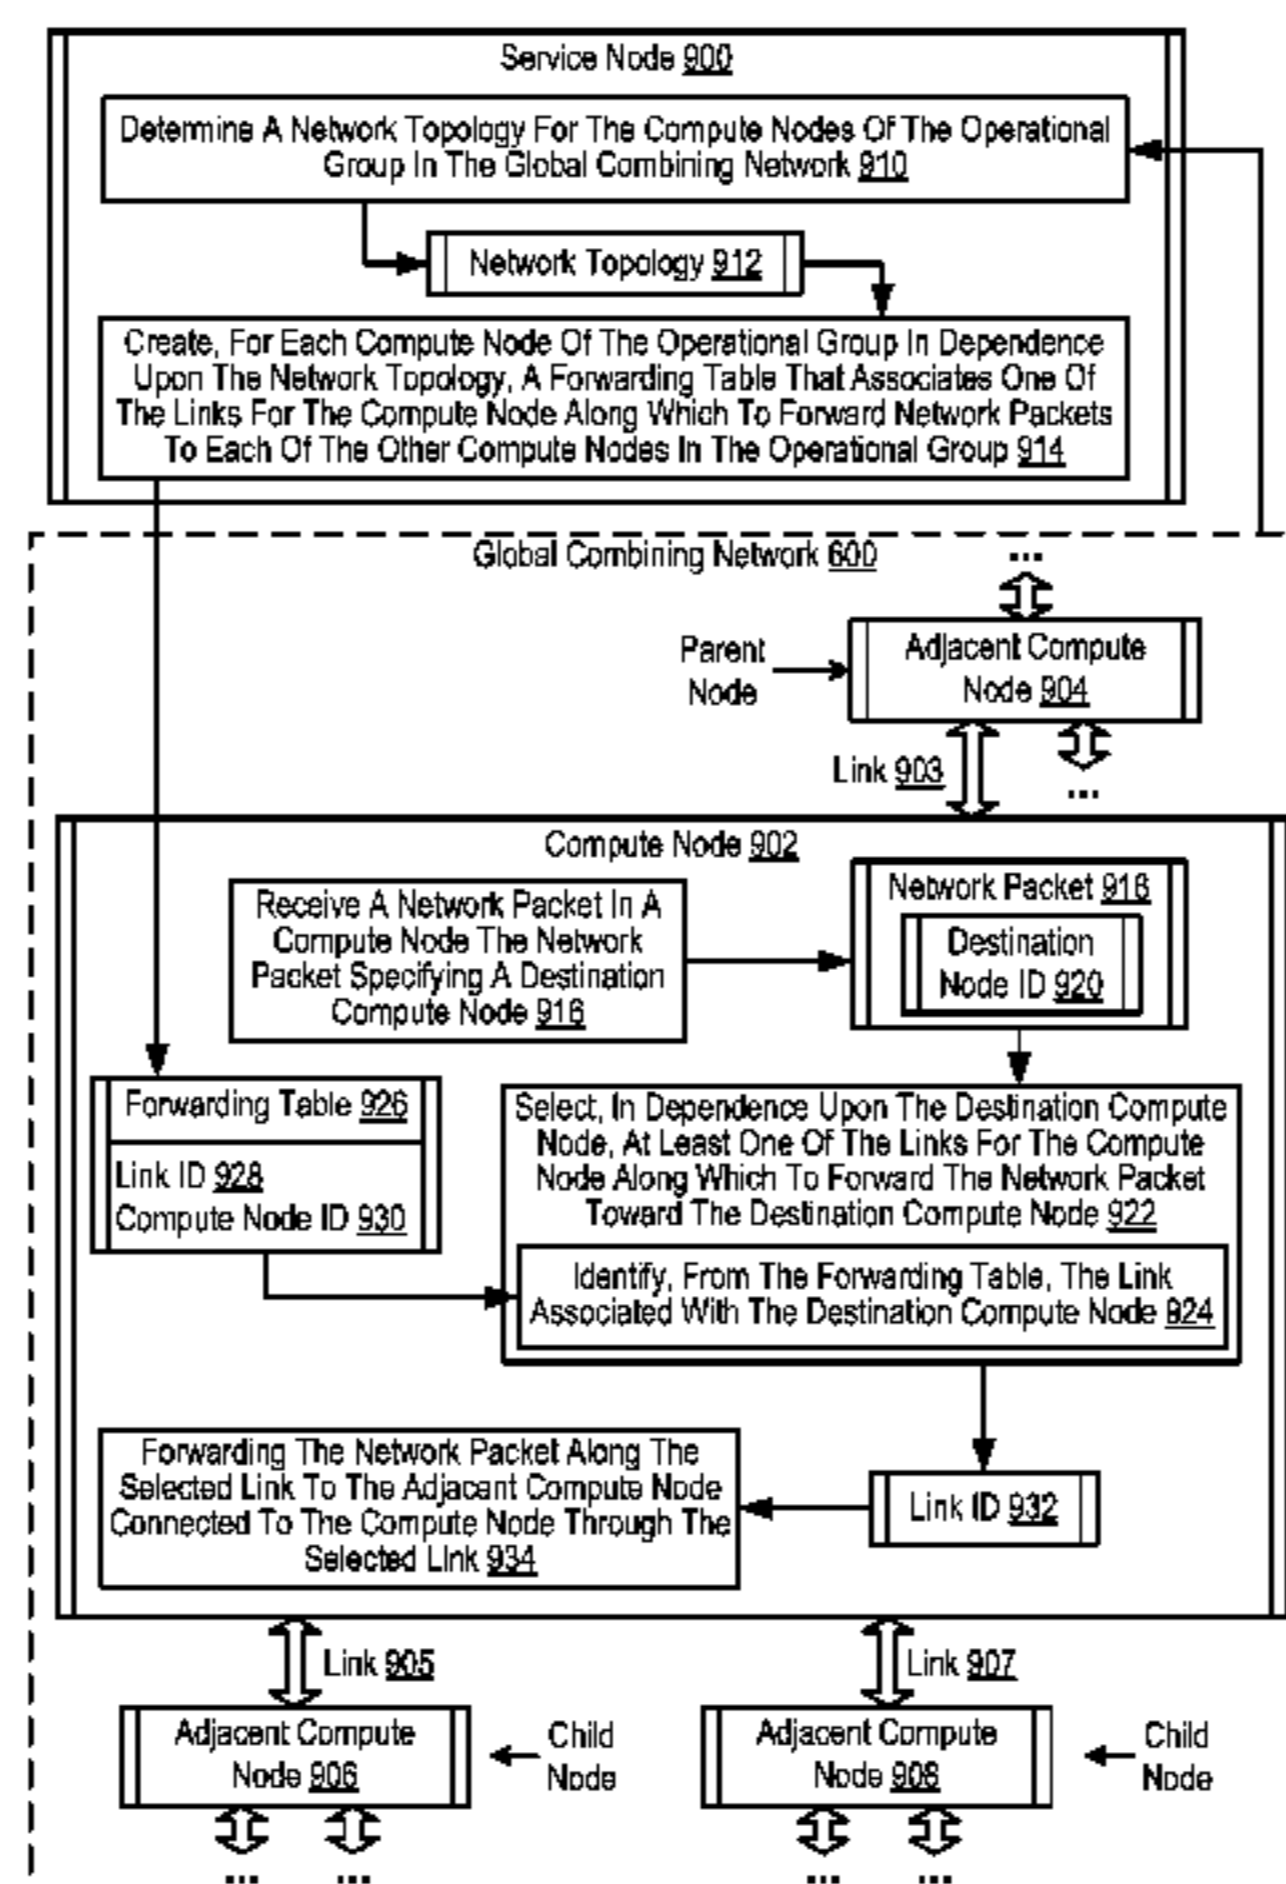 Service Node 900
Determine A Network Topology For The Compute Nodes Of The Operational
Group In The Global Combining Network 910
Network Topology 912
Create, For Each Compute Node Of The Operational Group In Dependence
Upon The Network Topology, A Forwarding Table That Associates One Of
The Links For The Compute Node Along Which To Forward Network Packets
To Each Of The Other Compute Nodes In The Operational Group 914
Global Combining Network 600
...
Parent
Node
Adjacent Compute
Node 904
Link 903
...
Compute Node 902
Receive A Network Packet In A
Compute Node The Network
Packet Specifying A Destination
Compute Node 916
Network Packet 918
Destination
Node ID 920
Forwarding Table 926
Link ID 928
Compute Node ID 930
Select, In Dependence Upon The Destination Compute
Node, At Least One Of The Links For The Compute
Node Along Which To Forward The Network Packet
Toward The Destination Compute Node 922
Identify, From The Forwarding Table, The Link
Associated With The Destination Compute Node 924
Forwarding The Network Packet Along The
Selected Link To The Adjacant Compute Node
Connected To The Compute Node Through The
Selected Link 934
Link ID 932
Link 905
Link 907
Adjacent Compute
Node 906
Child
Node
Adjacent Compute
Node 908
Child
Node
... ...
... ...